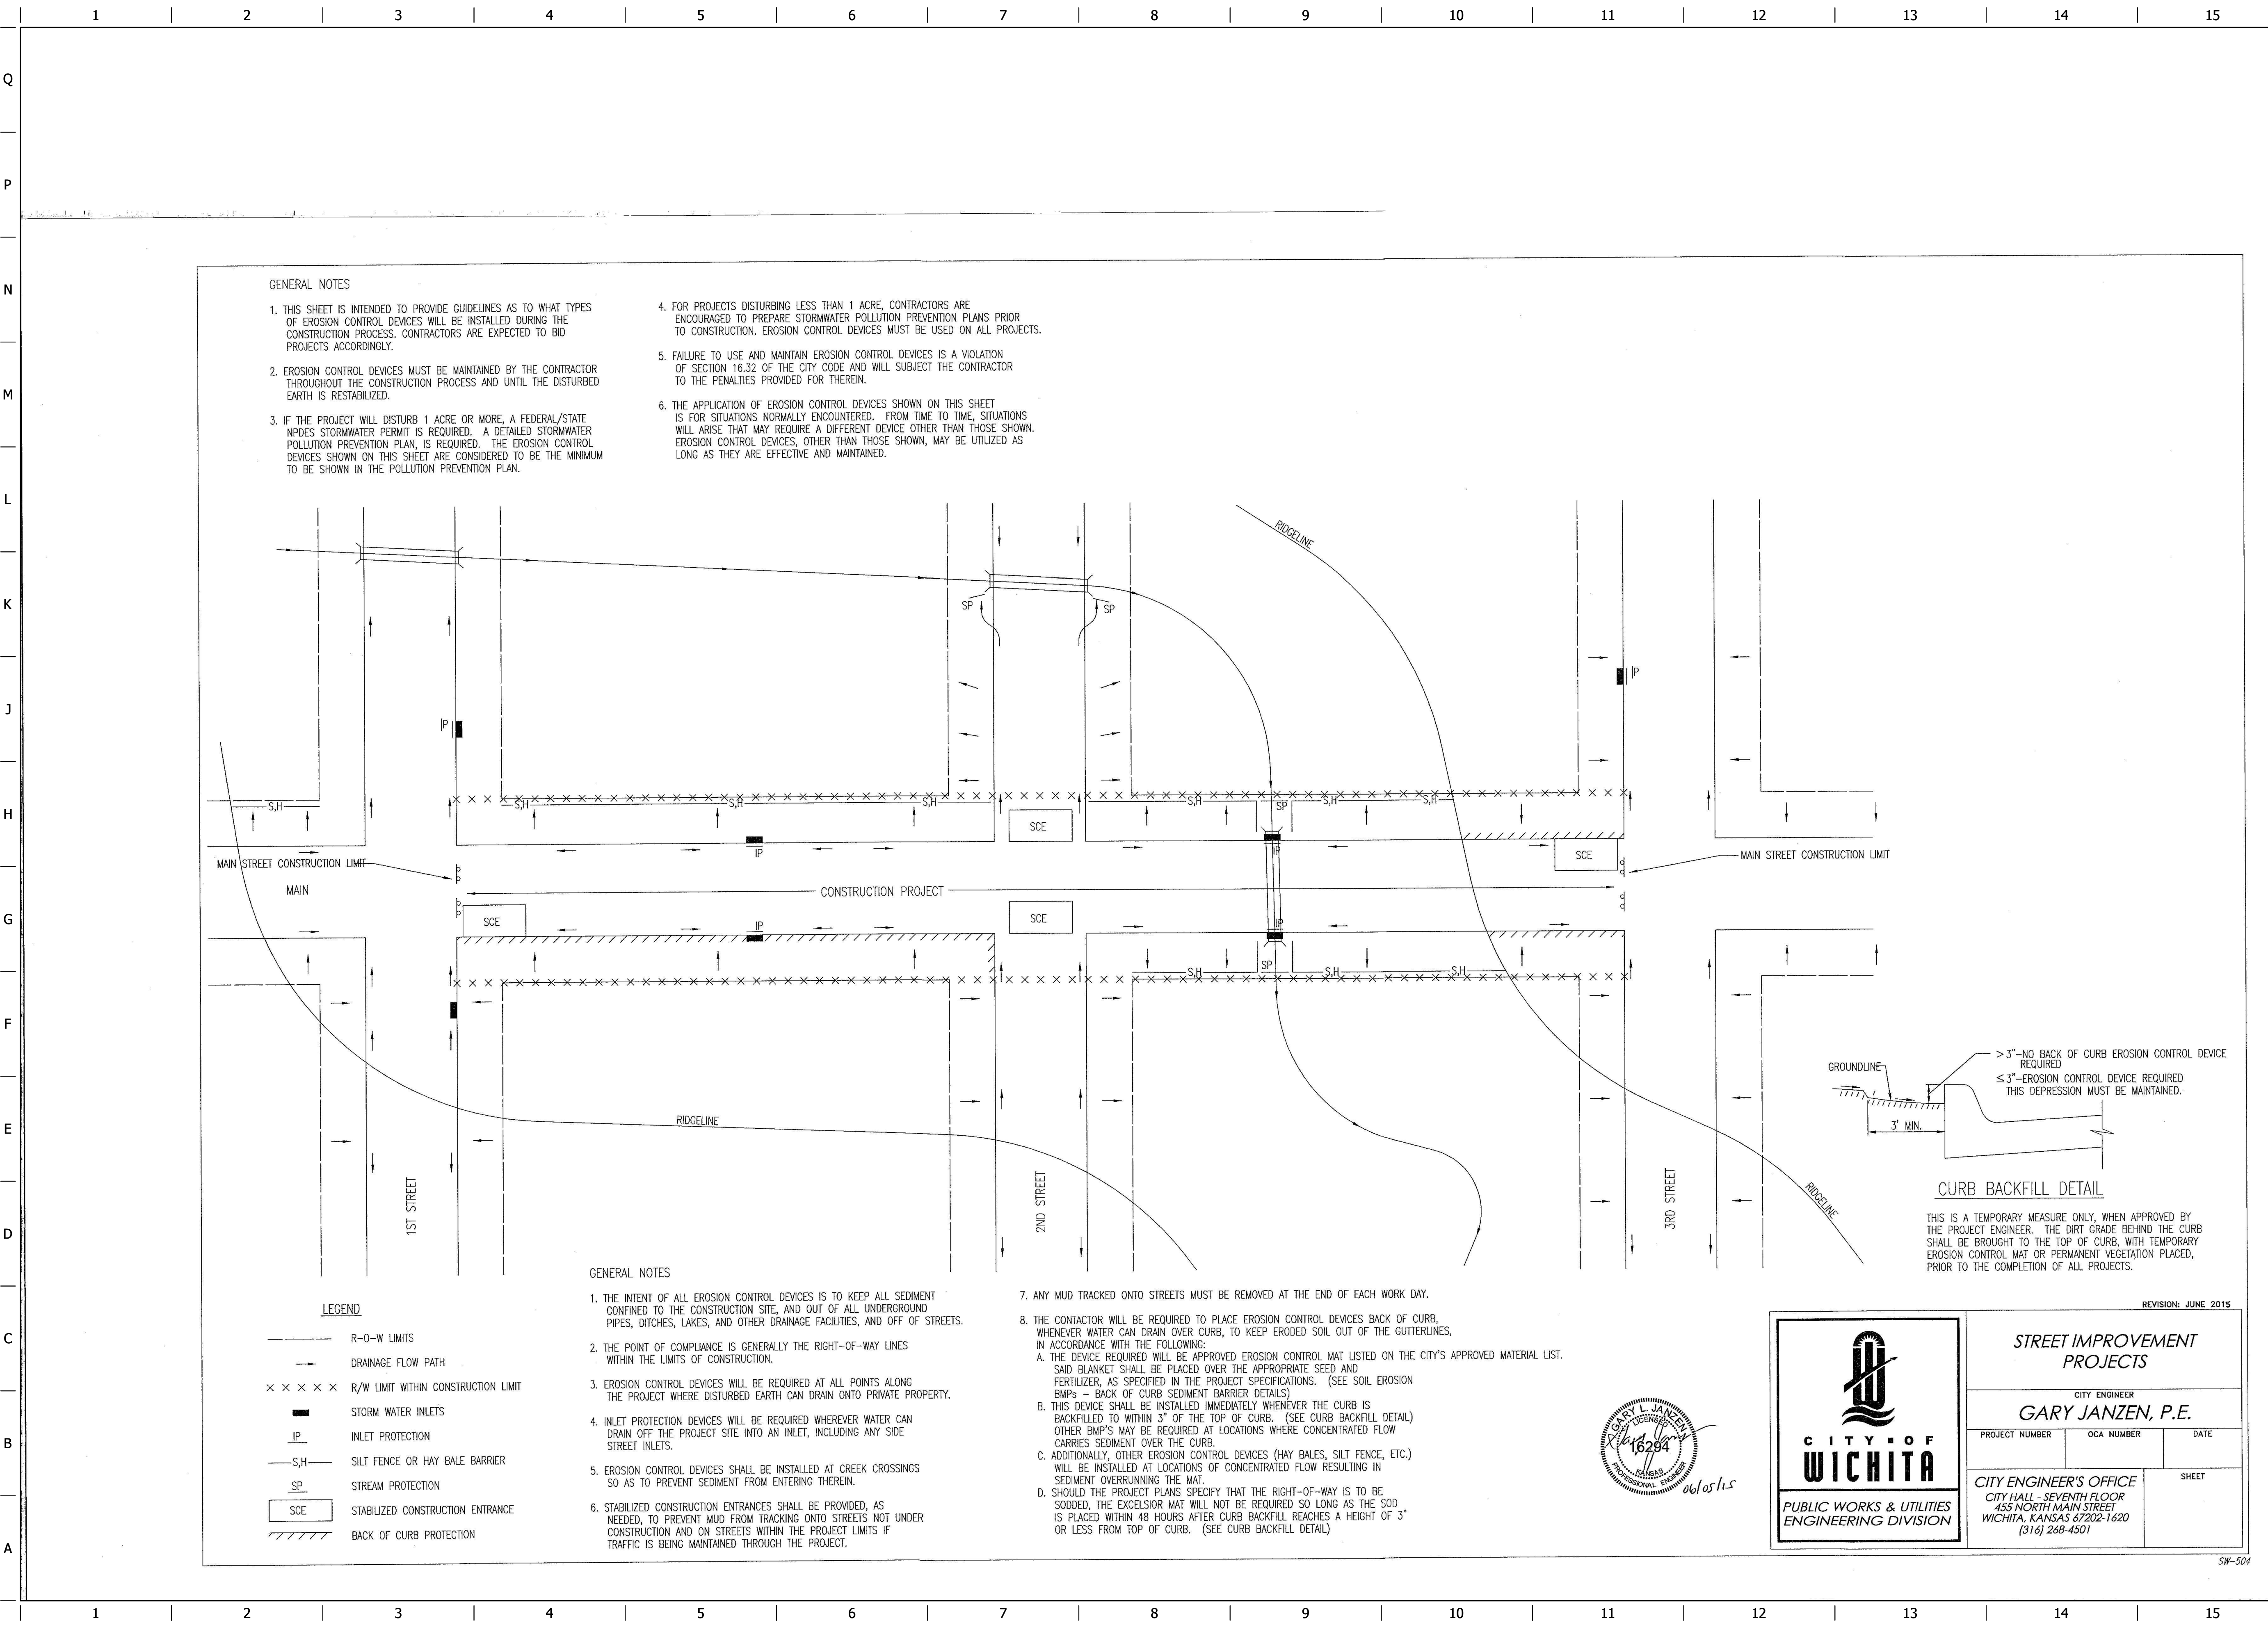 1 2 3 4 5 6 7 8 9 10 11 12 13 14 15
Q
P
N
M
L
K
J
H
G
F
E
D
C
B
A
GENERAL NOTES
1. THIS SHEET IS INTENDED TO PROVIDE GUIDELINES AS TO WHAT TYPES
OF EROSION CONTROL DEVICES WILL BE INSTALLED DURING THE
CONSTRUCTION PROCESS. CONTRACTORS ARE EXPECTED TO BID
PROJECTS ACCORDINGLY.
2. EROSION CONTROL DEVICES MUST BE MAINTAINED BY THE CONTRACTOR
THROUGHOUT THE CONSTRUCTION PROCESS AND UNTIL THE DISTURBED
EARTH IS RESTABILIZED.
3. IF THE PROJECT WILL DISTURB 1 ACRE OR MORE, A FEDERAL/STATE
NPDES STORMWATER PERMIT IS REQUIRED. A DETAILED STORMWATER
POLLUTION PREVENTION PLAN, IS REQUIRED. THE EROSION CONTROL
DEVICES SHOWN ON THIS SHEET ARE CONSIDERED TO BE THE MINIMUM
TO BE SHOWN IN THE POLLUTION PREVENTION PLAN.
4. FOR PROJECTS DISTURBING LESS THAN 1 ACRE, CONTRACTORS ARE
ENCOURAGED TO PREPARE STORMWATER POLLUTION PREVENTION PLANS PRIOR
TO CONSTRUCTION. EROSION CONTROL DEVICES MUST BE USED ON ALL PROJECTS.
5. FAILURE TO USE AND MAINTAIN EROSION CONTROL DEVICES IS A VIOLATION
OF SECTION 16.32 OF THE CITY CODE AND WILL SUBJECT THE CONTRACTOR
TO THE PENALTIES PROVIDED FOR THEREIN.
6. THE APPLICATION OF EROSION CONTROL DEVICES SHOWN ON THIS SHEET
IS FOR SITUATIONS NORMALLY ENCOUNTERED. FROM TIME TO TIME, SITUATIONS
WILL ARISE THAT MAY REQUIRE A DIFFERENT DEVICE OTHER THAN THOSE SHOWN.
EROSION CONTROL DEVICES, OTHER THAN THOSE SHOWN, MAY BE UTILIZED AS
LONG AS THEY ARE EFFECTIVE AND MAINTAINED.
RIDGELINE
SP SP
IP
IP
S,H S,H S,H S,H S,H SP S,H S,H
SCE
IP IP
SCE
MAIN STREET CONSTRUCTION LIMIT
MAIN STREET CONSTRUCTION LIMIT
MAIN
CONSTRUCTION PROJECT
SCE IP SCE IP
S,H SP S,H S,H
RIDGELINE
RIDGELINE
1ST STREET
2ND STREET
3RD STREET
GROUNDLINE
> 3"-NO BACK OF CURB EROSION CONTROL DEVICE
REQUIRED
≤ 3"-EROSION CONTROL DEVICE REQUIRED
THIS DEPRESSION MUST BE MAINTAINED.
3' MIN.
CURB BACKFILL DETAIL
THIS IS A TEMPORARY MEASURE ONLY, WHEN APPROVED BY
THE PROJECT ENGINEER. THE DIRT GRADE BEHIND THE CURB
SHALL BE BROUGHT TO THE TOP OF CURB, WITH TEMPORARY
EROSION CONTROL MAT OR PERMANENT VEGETATION PLACED,
PRIOR TO THE COMPLETION OF ALL PROJECTS.
LEGEND
R-O-W LIMITS
DRAINAGE FLOW PATH
X X X X X R/W LIMIT WITHIN CONSTRUCTION LIMIT
STORM WATER INLETS
IP INLET PROTECTION
S,H SILT FENCE OR HAY BALE BARRIER
SP STREAM PROTECTION
SCE STABILIZED CONSTRUCTION ENTRANCE
BACK OF CURB PROTECTION
GENERAL NOTES
1. THE INTENT OF ALL EROSION CONTROL DEVICES IS TO KEEP ALL SEDIMENT
CONFINED TO THE CONSTRUCTION SITE, AND OUT OF ALL UNDERGROUND
PIPES, DITCHES, LAKES, AND OTHER DRAINAGE FACILITIES, AND OFF OF STREETS.
2. THE POINT OF COMPLIANCE IS GENERALLY THE RIGHT-OF-WAY LINES
WITHIN THE LIMITS OF CONSTRUCTION.
3. EROSION CONTROL DEVICES WILL BE REQUIRED AT ALL POINTS ALONG
THE PROJECT WHERE DISTURBED EARTH CAN DRAIN ONTO PRIVATE PROPERTY.
4. INLET PROTECTION DEVICES WILL BE REQUIRED WHEREVER WATER CAN
DRAIN OFF THE PROJECT SITE INTO AN INLET, INCLUDING ANY SIDE
STREET INLETS.
5. EROSION CONTROL DEVICES SHALL BE INSTALLED AT CREEK CROSSINGS
SO AS TO PREVENT SEDIMENT FROM ENTERING THEREIN.
6. STABILIZED CONSTRUCTION ENTRANCES SHALL BE PROVIDED, AS
NEEDED, TO PREVENT MUD FROM TRACKING ONTO STREETS NOT UNDER
CONSTRUCTION AND ON STREETS WITHIN THE PROJECT LIMITS IF
TRAFFIC IS BEING MAINTAINED THROUGH THE PROJECT.
7. ANY MUD TRACKED ONTO STREETS MUST BE REMOVED AT THE END OF EACH WORK DAY.
8. THE CONTACTOR WILL BE REQUIRED TO PLACE EROSION CONTROL DEVICES BACK OF CURB,
WHENEVER WATER CAN DRAIN OVER CURB, TO KEEP ERODED SOIL OUT OF THE GUTTERLINES,
IN ACCORDANCE WITH THE FOLLOWING:
A. THE DEVICE REQUIRED WILL BE APPROVED EROSION CONTROL MAT LISTED ON THE CITY'S APPROVED MATERIAL LIST.
SAID BLANKET SHALL BE PLACED OVER THE APPROPRIATE SEED AND
FERTILIZER, AS SPECIFIED IN THE PROJECT SPECIFICATIONS. (SEE SOIL EROSION
BMPs - BACK OF CURB SEDIMENT BARRIER DETAILS)
B. THIS DEVICE SHALL BE INSTALLED IMMEDIATELY WHENEVER THE CURB IS
BACKFILLED TO WITHIN 3" OF THE TOP OF CURB. (SEE CURB BACKFILL DETAIL)
OTHER BMP'S MAY BE REQUIRED AT LOCATIONS WHERE CONCENTRATED FLOW
CARRIES SEDIMENT OVER THE CURB.
C. ADDITIONALLY, OTHER EROSION CONTROL DEVICES (HAY BALES, SILT FENCE, ETC.)
WILL BE INSTALLED AT LOCATIONS OF CONCENTRATED FLOW RESULTING IN
SEDIMENT OVERRUNNING THE MAT.
D. SHOULD THE PROJECT PLANS SPECIFY THAT THE RIGHT-OF-WAY IS TO BE
SODDED, THE EXCELSIOR MAT WILL NOT BE REQUIRED SO LONG AS THE SOD
IS PLACED WITHIN 48 HOURS AFTER CURB BACKFILL REACHES A HEIGHT OF 3"
OR LESS FROM TOP OF CURB. (SEE CURB BACKFILL DETAIL)
GARY L. JANZEN
LICENSED
16294
KANSAS
PROFESSIONAL ENGINEER
06/05/15
REVISION: JUNE 2015
CITY OF
WICHITA
PUBLIC WORKS & UTILITIES
ENGINEERING DIVISION
STREET IMPROVEMENT
PROJECTS
CITY ENGINEER
GARY JANZEN, P.E.
PROJECT NUMBER OCA NUMBER DATE
CITY ENGINEER'S OFFICE
CITY HALL - SEVENTH FLOOR
455 NORTH MAIN STREET
WICHITA, KANSAS 67202-1620
(316) 268-4501
SHEET
SW-504
1 2 3 4 5 6 7 8 9 10 11 12 13 14 15